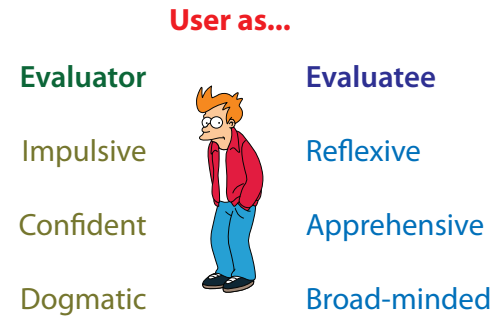 User as...
Evaluator Evaluatee
Impulsive Reflexive
Confident Apprehensive
Dogmatic Broad-minded